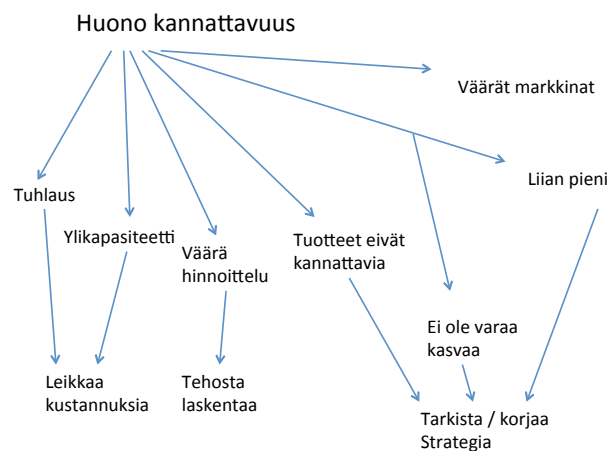 Huono kannattavuus
Väärät markkinat
Liian pieni
Tuhlaus
Ylikapasiteetti
Väärä
hinnoittelu
Tuotteet eivät
kannattavia
Ei ole varaa
kasvaa
Leikkaa
kustannuksia
Tehosta
laskentaa
Tarkista / korjaa
Strategia